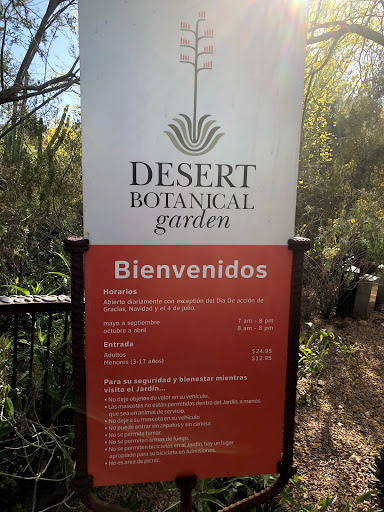 DESERT
BOTANICAL
garden
Bienvenidos
Horarios
Abierto diariamente con excepción del Día De acción de
Gracias, Navidad y el 4 de julio.
mayo a septiembre 7 am - 8 pm
octubre a abril 8 am - 8 pm
Entrada
Adultos $24.95
Menores (3-17 años) $12.95
Para su seguridad y bienestar mientras
visita el Jardín...
• No deje objetos de valor en su vehículo.
• Las mascotas no están permitidas dentro del Jardín, a menos
que sea un animal de servicio.
• No deje a su mascota en su vehículo
• No puede entrar sin zapatos y sin camisa.
• No se permite fumar.
• No se permiten armas de fuego.
• No se permiten bicicletas en el Jardín, hay un lugar
apropiado para su bicicleta en Admisiones.
• No es área de picnic.